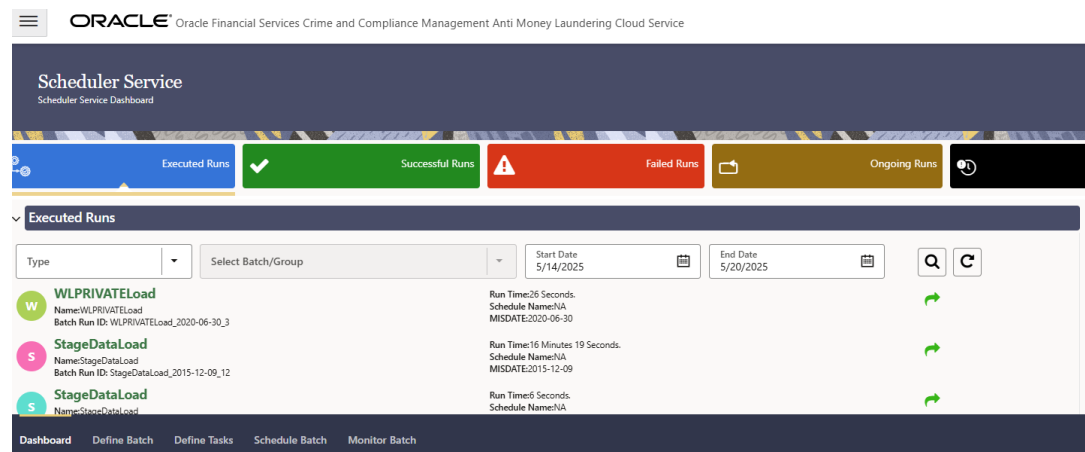 ORACLE® Oracle Financial Services Crime and Compliance Management Anti Money Laundering Cloud Service
Scheduler Service
Scheduler Service Dashboard
Executed Runs
Successful Runs
Failed Runs
Ongoing Runs
Executed Runs
Type
Select Batch/Group
Start Date
5/14/2025
End Date
5/20/2025
W
WLPRIVATELoad
Name:WLPRIVATELoad
Batch Run ID: WLPRIVATELoad_2020-06-30_3
Run Time:26 Seconds.
Schedule Name:NA
MISDATE:2020-06-30
S
StageDataLoad
Name:StageDataLoad
Batch Run ID: StageDataLoad_2015-12-09_12
Run Time:16 Minutes 19 Seconds.
Schedule Name:NA
MISDATE:2015-12-09
S
StageDataLoad
Name:StageDataLoad
Run Time:6 Seconds.
Schedule Name:NA
Dashboard Define Batch Define Tasks Schedule Batch Monitor Batch